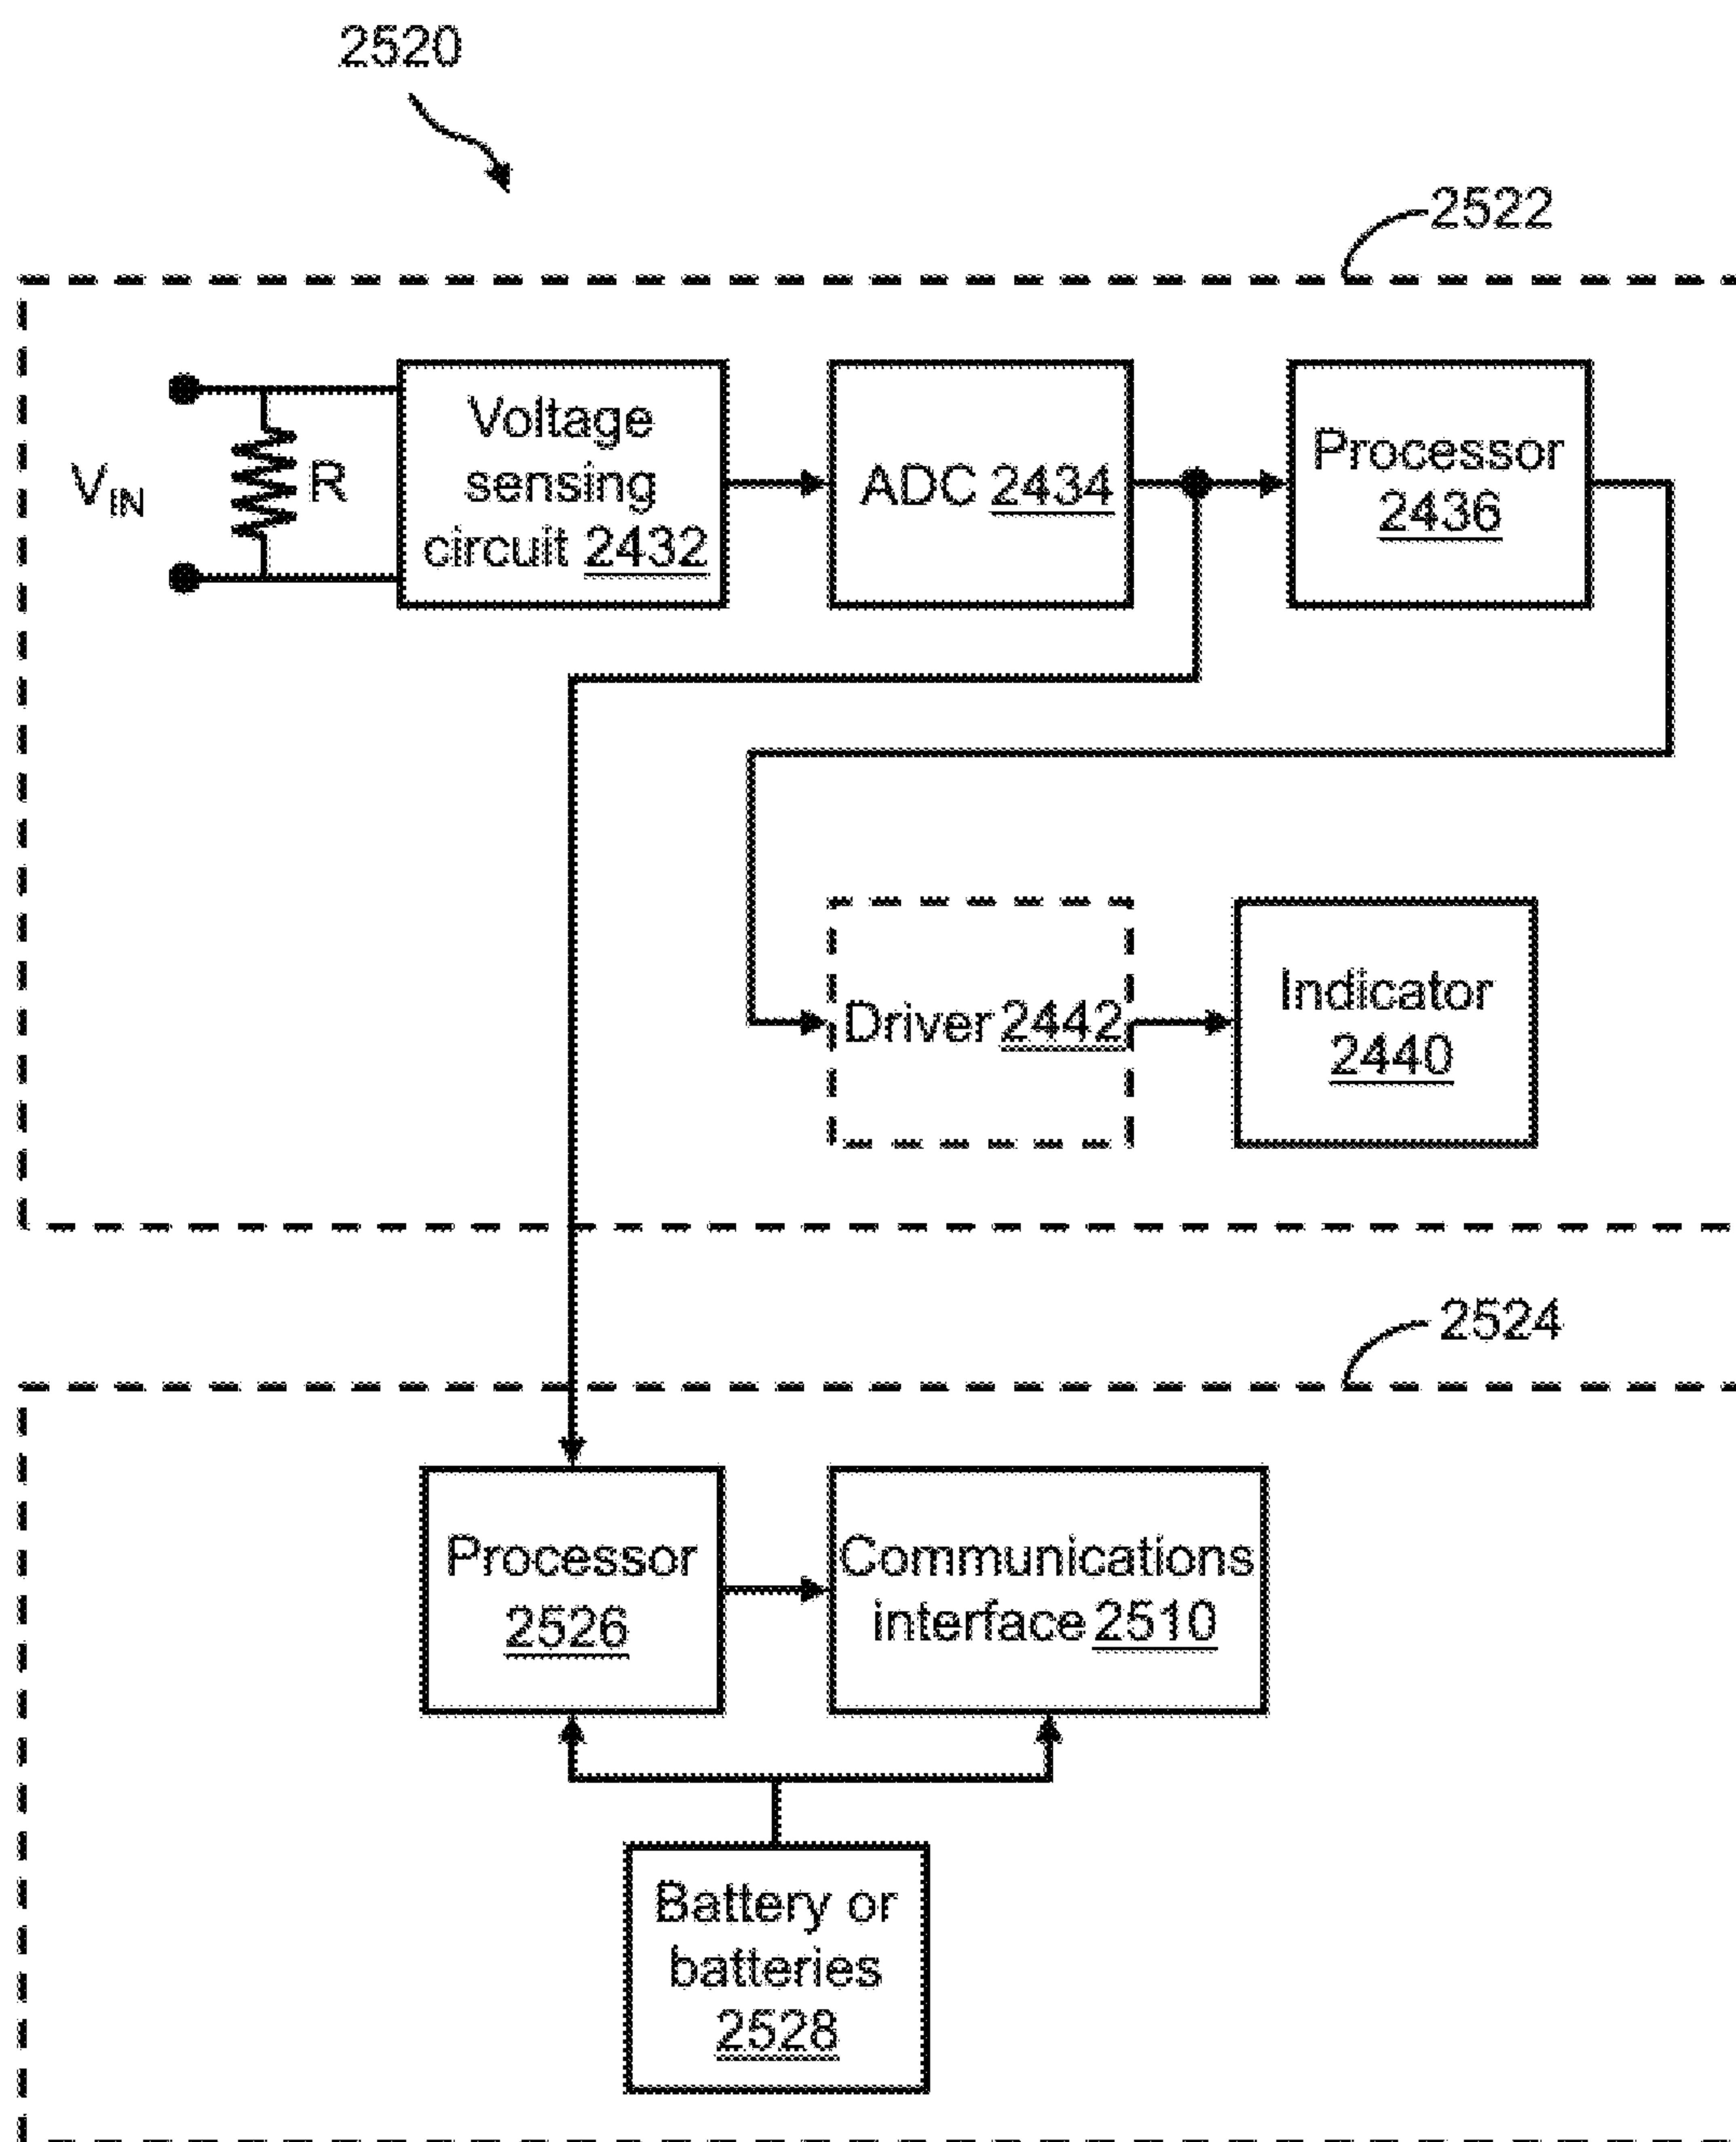 2520
2522
Voltage
sensing
circuit 2432
V_IN
R
ADC 2434
Processor
2436
Driver 2442
Indicator
2440
2524
Processor
2526
Communications
interface 2510
Battery or
batteries
2528